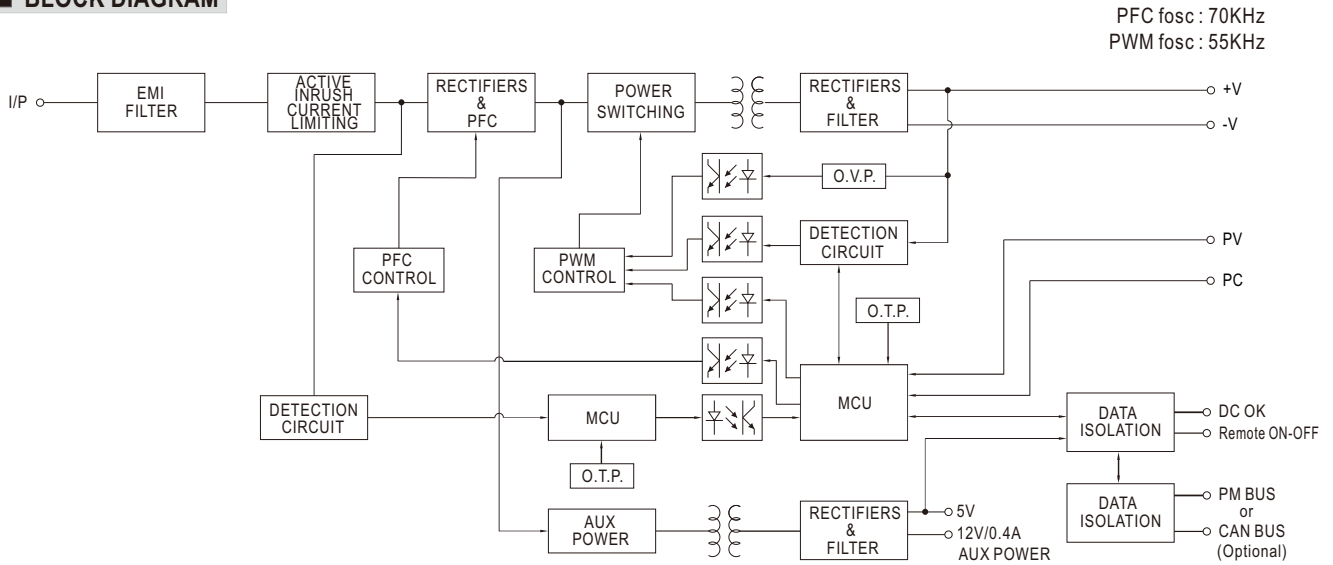 ■ BLOCK DIAGRAM
PFC fosc : 70KHz
PWM fosc : 55KHz
I/P
EMI
FILTER
ACTIVE
INRUSH
CURRENT
LIMITING
RECTIFIERS
&
PFC
POWER
SWITCHING
RECTIFIERS
&
FILTER
+V
-V
O.V.P.
DETECTION
CIRCUIT
PFC
CONTROL
PWM
CONTROL
PV
PC
O.T.P.
MCU
DETECTION
CIRCUIT
MCU
O.T.P.
DATA
ISOLATION
DC OK
Remote ON-OFF
DATA
ISOLATION
PM BUS
or
CAN BUS
(Optional)
AUX
POWER
RECTIFIERS
&
FILTER
5V
12V/0.4A
AUX POWER